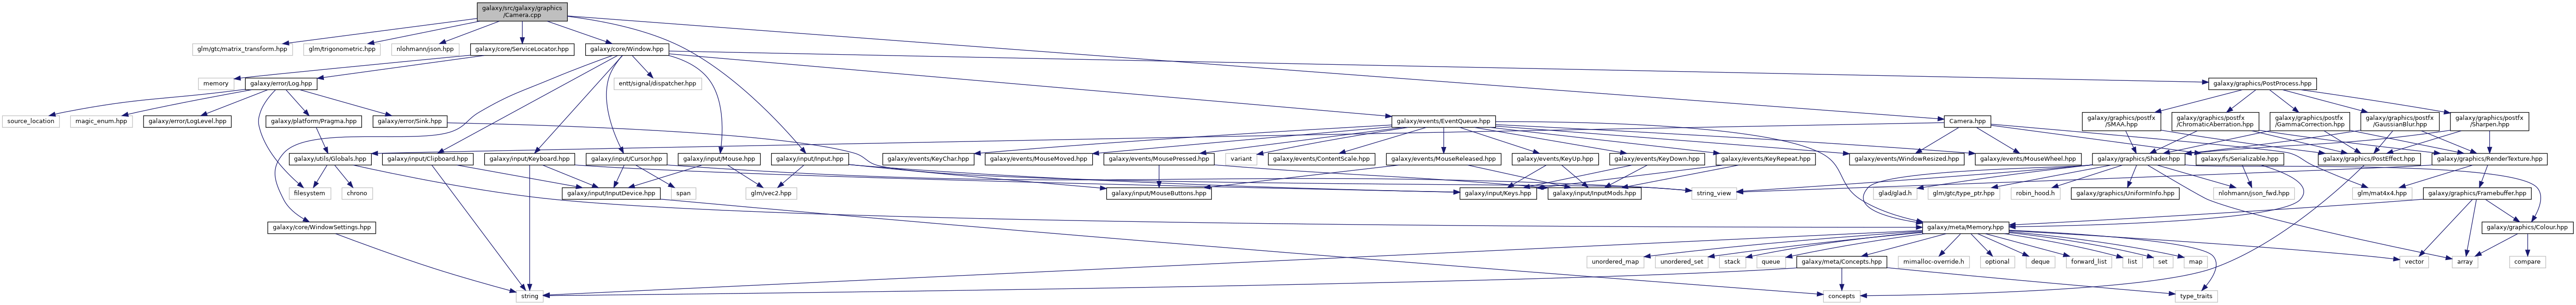 galaxy/src/galaxy/graphics
/Camera.cpp
glm/gtc/matrix_transform.hpp
glm/trigonometric.hpp
nlohmann/json.hpp
galaxy/core/ServiceLocator.hpp
galaxy/core/Window.hpp
memory
galaxy/error/Log.hpp
entt/signal/dispatcher.hpp
galaxy/graphics/PostProcess.hpp
source_location
magic_enum.hpp
galaxy/error/LogLevel.hpp
galaxy/platform/Pragma.hpp
galaxy/error/Sink.hpp
galaxy/events/EventQueue.hpp
Camera.hpp
galaxy/graphics/postfx
/SMAA.hpp
galaxy/graphics/postfx
/ChromaticAberration.hpp
galaxy/graphics/postfx
/GammaCorrection.hpp
galaxy/graphics/postfx
/GaussianBlur.hpp
galaxy/graphics/postfx
/Sharpen.hpp
galaxy/utils/Globals.hpp
galaxy/input/Clipboard.hpp
galaxy/input/Keyboard.hpp
galaxy/input/Cursor.hpp
galaxy/input/Mouse.hpp
galaxy/input/Input.hpp
galaxy/events/KeyChar.hpp
galaxy/events/MouseMoved.hpp
galaxy/events/MousePressed.hpp
variant
galaxy/events/ContentScale.hpp
galaxy/events/MouseReleased.hpp
galaxy/events/KeyUp.hpp
galaxy/events/KeyDown.hpp
galaxy/events/KeyRepeat.hpp
galaxy/events/WindowResized.hpp
galaxy/events/MouseWheel.hpp
galaxy/graphics/Shader.hpp
galaxy/fs/Serializable.hpp
galaxy/graphics/PostEffect.hpp
galaxy/graphics/RenderTexture.hpp
filesystem
chrono
galaxy/input/InputDevice.hpp
span
glm/vec2.hpp
galaxy/input/MouseButtons.hpp
galaxy/input/Keys.hpp
galaxy/input/InputMods.hpp
string_view
glad/glad.h
glm/gtc/type_ptr.hpp
robin_hood.h
galaxy/graphics/UniformInfo.hpp
nlohmann/json_fwd.hpp
glm/mat4x4.hpp
galaxy/graphics/Framebuffer.hpp
galaxy/core/WindowSettings.hpp
galaxy/meta/Memory.hpp
galaxy/graphics/Colour.hpp
unordered_map
unordered_set
stack
queue
galaxy/meta/Concepts.hpp
mimalloc-override.h
optional
deque
forward_list
list
set
map
vector
array
compare
string
concepts
type_traits